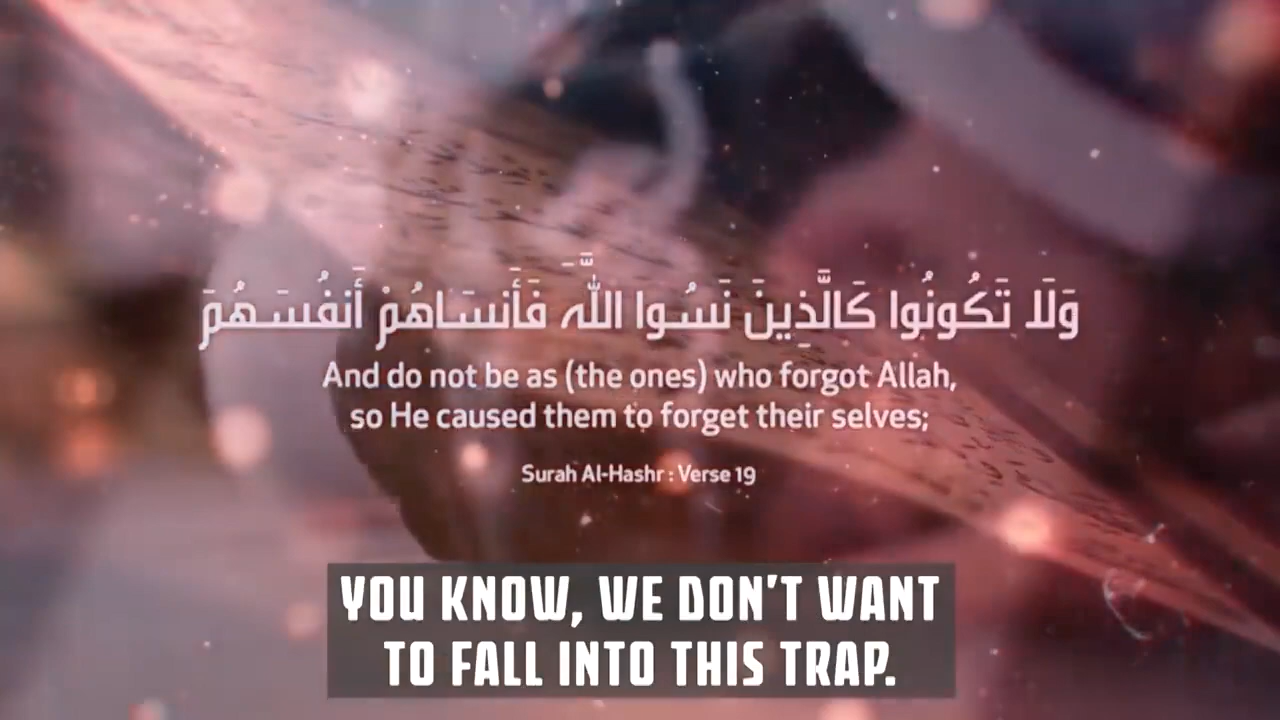 وَلَا تَكُونُوا كَالَّذِينَ نَسُوا اللَّهَ فَأَنسَاهُمْ أَنفُسَهُمْ
And do not be as (the ones) who forgot Allah,
so He caused them to forget their selves;
Surah Al-Hashr : Verse 19
YOU KNOW, WE DON'T WANT
TO FALL INTO THIS TRAP.